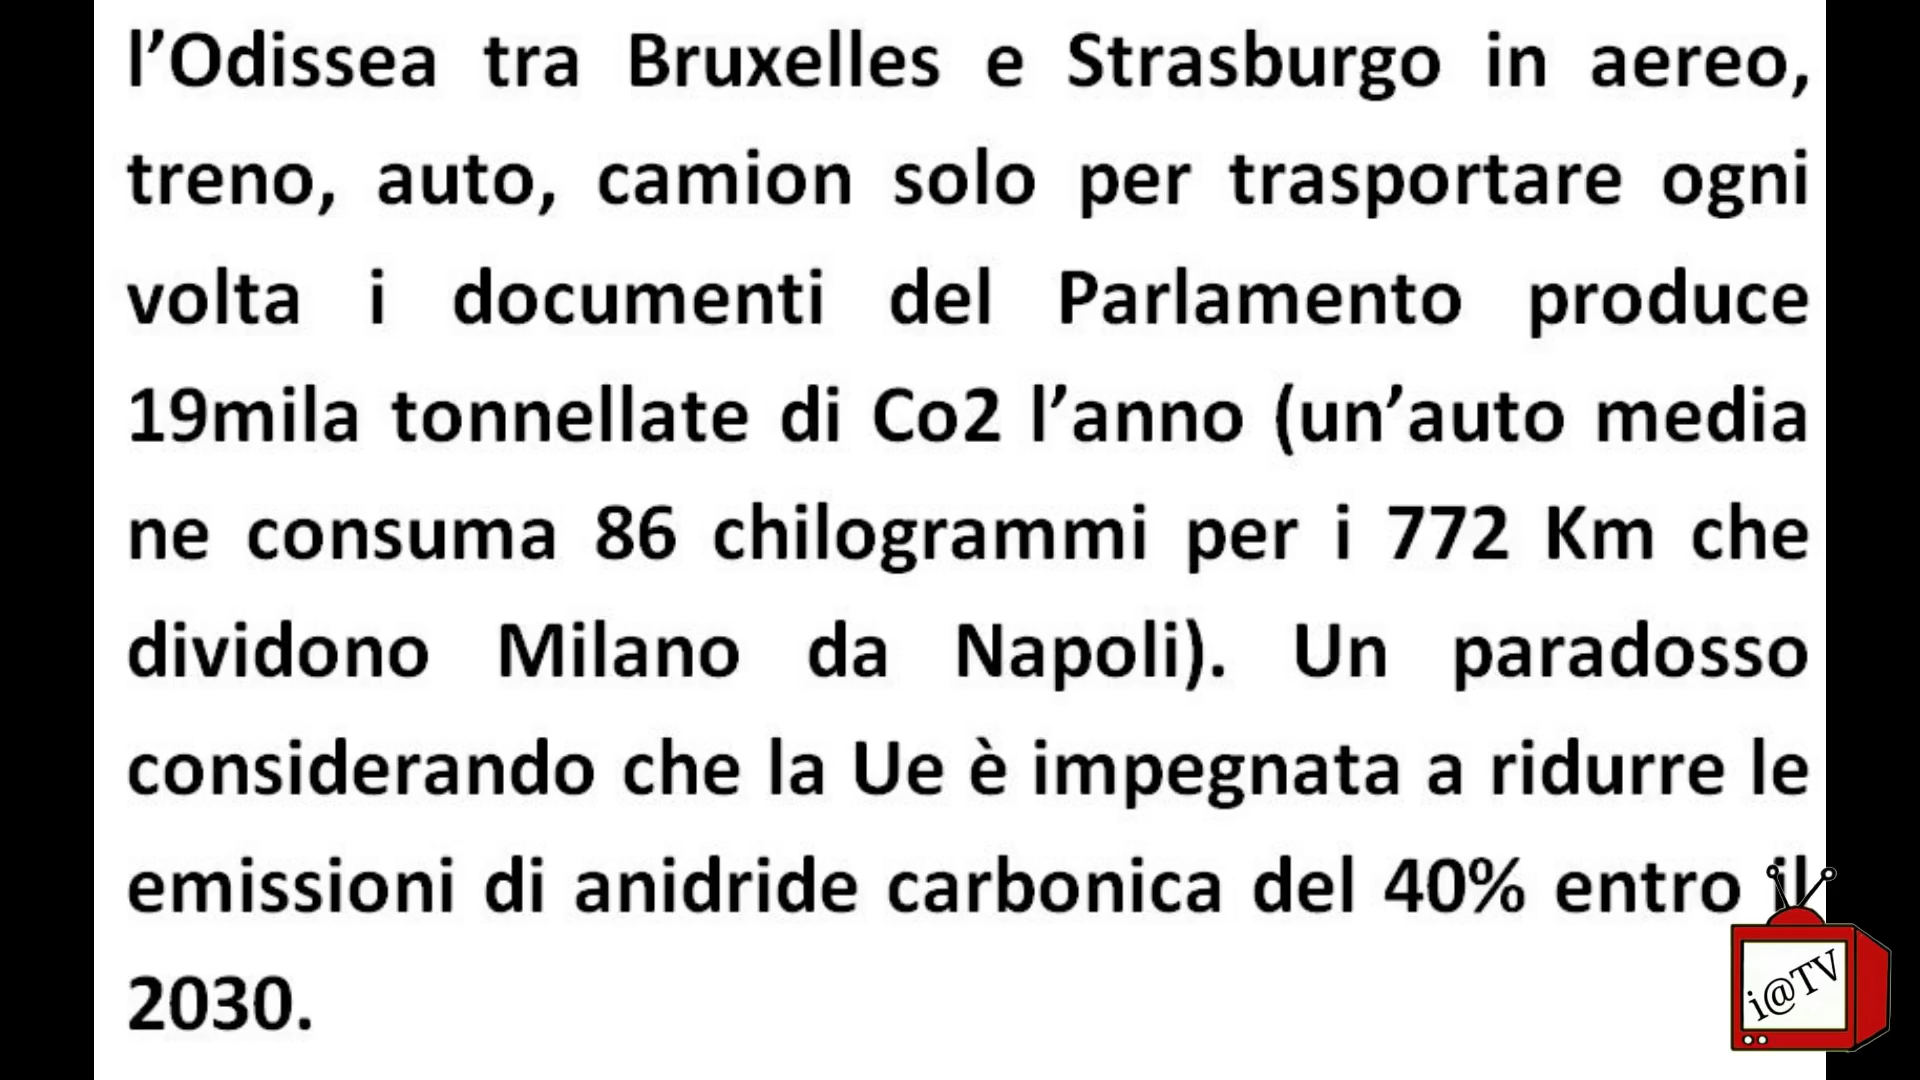 l’Odissea tra Bruxelles e Strasburgo in aereo,
treno, auto, camion solo per trasportare ogni
volta i documenti del Parlamento produce
19mila tonnellate di Co2 l’anno (un’auto media
ne consuma 86 chilogrammi per i 772 Km che
dividono Milano da Napoli). Un paradosso
considerando che la Ue è impegnata a ridurre le
emissioni di anidride carbonica del 40% entro il
2030.
i@TV